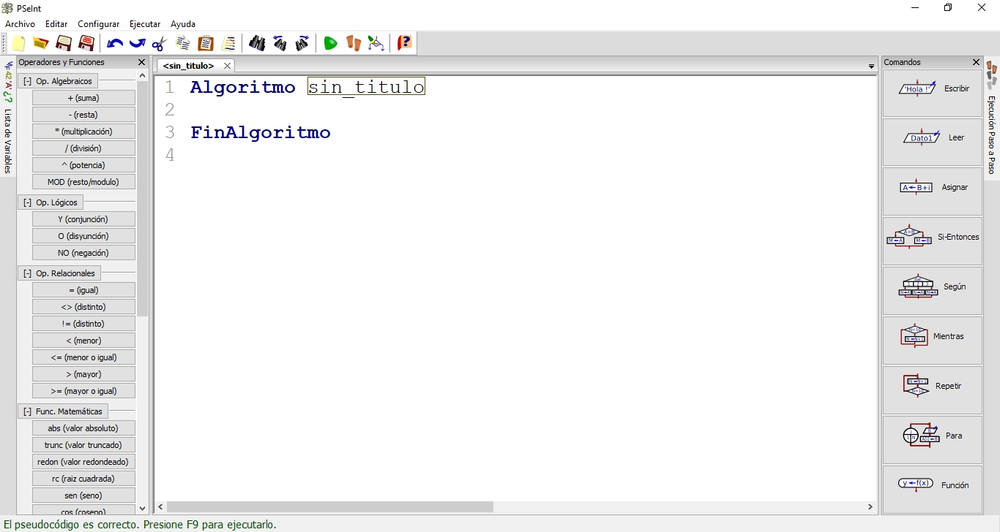 PSeInt
Archivo Editar Configurar Ejecutar Ayuda
Operadores y Funciones
<sin_titulo>
Comandos
Lista de Variables
[-] Op. Algebraicos
+ (suma)
- (resta)
* (multiplicación)
/ (división)
^ (potencia)
MOD (resto/modulo)
[-] Op. Lógicos
Y (conjunción)
O (disyunción)
NO (negación)
[-] Op. Relacionales
= (igual)
<> (distinto)
!= (distinto)
< (menor)
<= (menor o igual)
> (mayor)
>= (mayor o igual)
[-] Func. Matemáticas
abs (valor absoluto)
trunc (valor truncado)
redon (valor redondeado)
rc (raiz cuadrada)
sen (seno)
cos (coseno)
1 Algoritmo sin_titulo
2
3 FinAlgoritmo
4
'Hola !' Escribir
Dato1 Leer
A←B+i Asignar
A>B M←A M←B Si-Entonces
Según
Mientras
Repetir
Para
y←f(x) Función
Ejecución Paso a Paso
El pseudocódigo es correcto. Presione F9 para ejecutarlo.